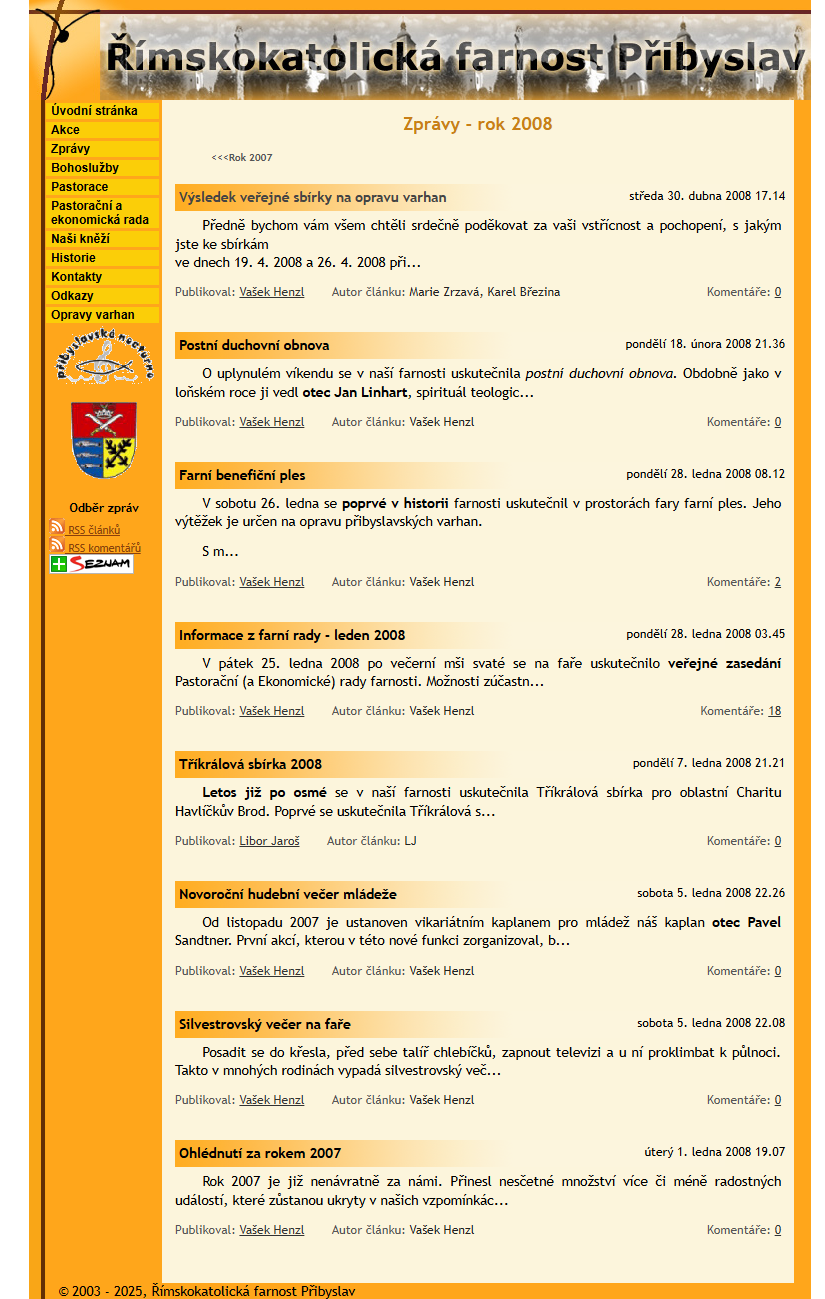 Římskokatolická farnost Přibyslav
Úvodní stránka
Akce
Zprávy
Bohoslužby
Pastorace
Pastorační a
ekonomická rada
Naši kněží
Historie
Kontakty
Odkazy
Opravy varhan
přibyslavská nocturna
Odběr zpráv
RSS článků
RSS komentářů
Seznam
Zprávy - rok 2008
<<<Rok 2007
Výsledek veřejné sbírky na opravu varhan středa 30. dubna 2008 17.14
Předně bychom vám všem chtěli srdečně poděkovat za vaši vstřícnost a pochopení, s jakým
jste ke sbírkám
ve dnech 19. 4. 2008 a 26. 4. 2008 při...
Publikoval: Vašek Henzl Autor článku: Marie Zrzavá, Karel Březina Komentáře: 0
Postní duchovní obnova pondělí 18. února 2008 21.36
O uplynulém víkendu se v naší farnosti uskutečnila postní duchovní obnova. Obdobně jako v
loňském roce ji vedl otec Jan Linhart, spirituál teologic...
Publikoval: Vašek Henzl Autor článku: Vašek Henzl Komentáře: 0
Farní benefiční ples pondělí 28. ledna 2008 08.12
V sobotu 26. ledna se poprvé v historii farnosti uskutečnil v prostorách fary farní ples. Jeho
výtěžek je určen na opravu přibyslavských varhan.
S m...
Publikoval: Vašek Henzl Autor článku: Vašek Henzl Komentáře: 2
Informace z farní rady - leden 2008 pondělí 28. ledna 2008 03.45
V pátek 25. ledna 2008 po večerní mši svaté se na faře uskutečnilo veřejné zasedání
Pastorační (a Ekonomické) rady farnosti. Možnosti zúčastn...
Publikoval: Vašek Henzl Autor článku: Vašek Henzl Komentáře: 18
Tříkrálová sbírka 2008 pondělí 7. ledna 2008 21.21
Letos již po osmé se v naší farnosti uskutečnila Tříkrálová sbírka pro oblastní Charitu
Havlíčkův Brod. Poprvé se uskutečnila Tříkrálová s...
Publikoval: Libor Jaroš Autor článku: LJ Komentáře: 0
Novoroční hudební večer mládeže sobota 5. ledna 2008 22.26
Od listopadu 2007 je ustanoven vikariátním kaplanem pro mládež náš kaplan otec Pavel
Sandtner. První akcí, kterou v této nové funkci zorganizoval, b...
Publikoval: Vašek Henzl Autor článku: Vašek Henzl Komentáře: 0
Silvestrovský večer na faře sobota 5. ledna 2008 22.08
Posadit se do křesla, před sebe talíř chlebíčků, zapnout televizi a u ní proklimbat k půlnoci.
Takto v mnohých rodinách vypadá silvestrovský več...
Publikoval: Vašek Henzl Autor článku: Vašek Henzl Komentáře: 0
Ohlédnutí za rokem 2007 úterý 1. ledna 2008 19.07
Rok 2007 je již nenávratně za námi. Přinesl nesčetné množství více či méně radostných
událostí, které zůstanou ukryty v našich vzpomínkác...
Publikoval: Vašek Henzl Autor článku: Vašek Henzl Komentáře: 0
© 2003 - 2025, Římskokatolická farnost Přibyslav